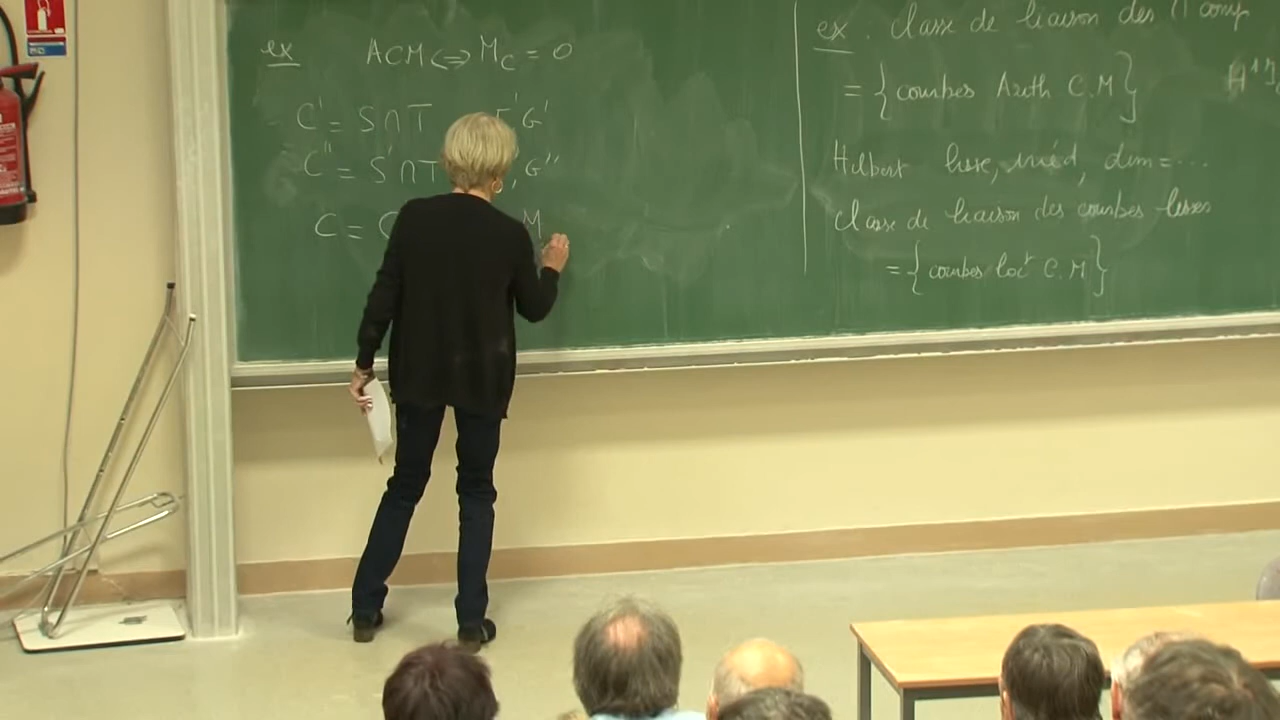 ex ACM ⟺ M_C = 0
C' = S ∩ T F', G'
C'' = S ∩ T , G''
C = C M
ex . Classe de liaison des ∩ comp
= {courbes Arith C.M}
Hilbert lisse, irréd, dim = ...
Classe de liaison des courbes lisses
= {courbes loc^t C.M}